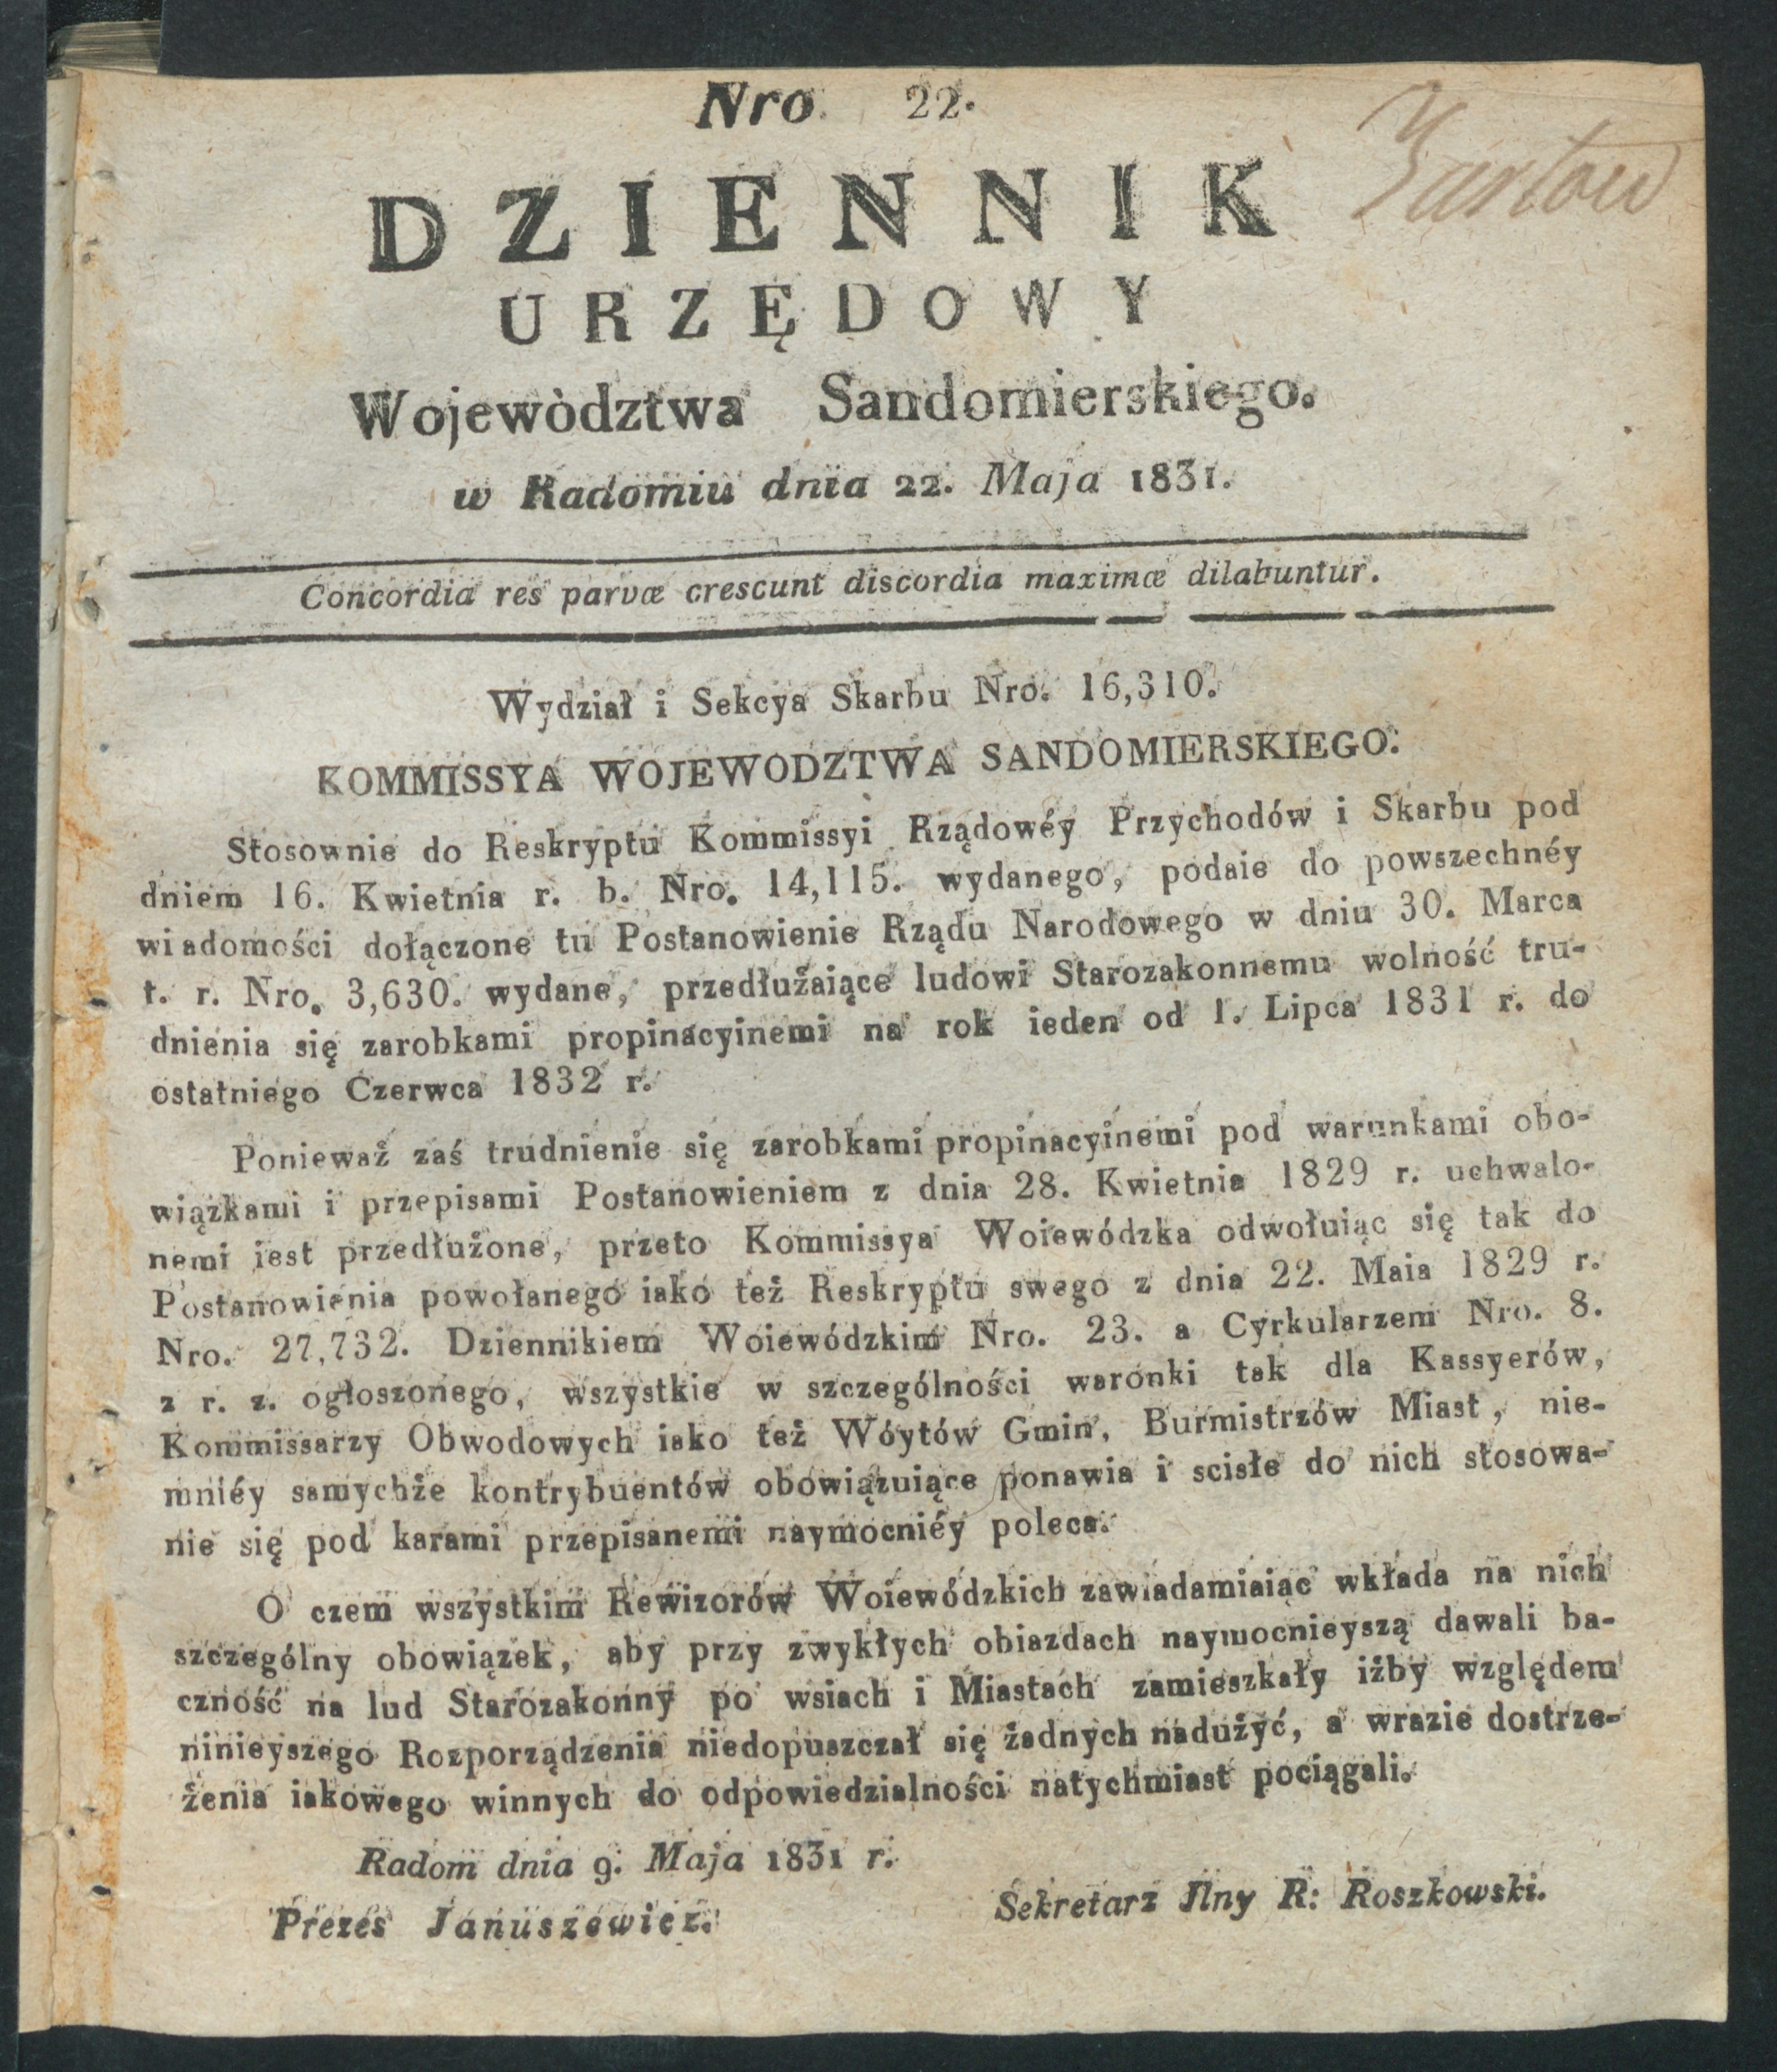 Nro. 22.
DZIENNIK
URZĘDOWY
Wojewòdztwa Sandomierskiego.
w Radomiu dnia 22. Maja 1831.
Concordia res parvæ crescunt discordia maximæ dilabuntur.
Wydział i Sekcya Skarbu Nro. 16,310.
KOMMISSYA WOJEWODZTWA SANDOMIERSKIEGO.
Stosownie do Reskryptu Kommissyi Rządowéy Przychodów i Skarbu pod
dniem 16. Kwietnia r. b. Nro. 14,115. wydanego, podaie do powszechnéy
wiadomości dołączone tu Postanowienie Rządu Narodowego w dniu 30. Marca
t. r. Nro. 3,630. wydane, przedłużaiące ludowi Starozakonnemu wolność tru-
dnienia się zarobkami propinacyinemi na rok ieden od 1. Lipca 1831 r. do
ostatniego Czerwca 1832 r.
Ponieważ zaś trudnienie się zarobkami propinacyinemi pod warunkami obo-
wiązkami i przepisami Postanowieniem z dnia 28. Kwietnia 1829 r. uchwalo-
nemi iest przedłużone, przeto Kommissya Woiewódzka odwołuiąc się tak do
Postanowienia powołanego iako też Reskryptu swego z dnia 22. Maia 1829 r.
Nro. 27,732. Dziennikiem Woiewódzkim Nro. 23. a Cyrkularzem Nro. 8.
z r. z. ogłoszonego, wszystkie w szczególności waronki tak dla Kassyerów,
Kommissarzy Obwodowych iako też Wóytów Gmin, Burmistrzów Miast, nie-
mniéy samychże kontrybuentów obowiązuiące ponawia i scisłe do nich stosowa-
nie się pod karami przepisanemi naymocniéy poleca.
O czem wszystkim Rewizorów Woiewódzkich zawiadamiaiąc wkłada na nich
szczególny obowiązek, aby przy zwykłych obiazdach naymocnieyszą dawali ba-
czność na lud Starozakonny po wsiach i Miastach zamieszkały iżby względem
ninieyszego Rozporządzenia niedopuszczał się żadnych nadużyć, a wrazie dostrze-
żenia iakowego winnych do odpowiedzialności natychmiast pociągali.
Radom dnia 9. Maja 1831 r.
Prezes Januszewicz.
Sekretarz Jlny R: Roszkowski.